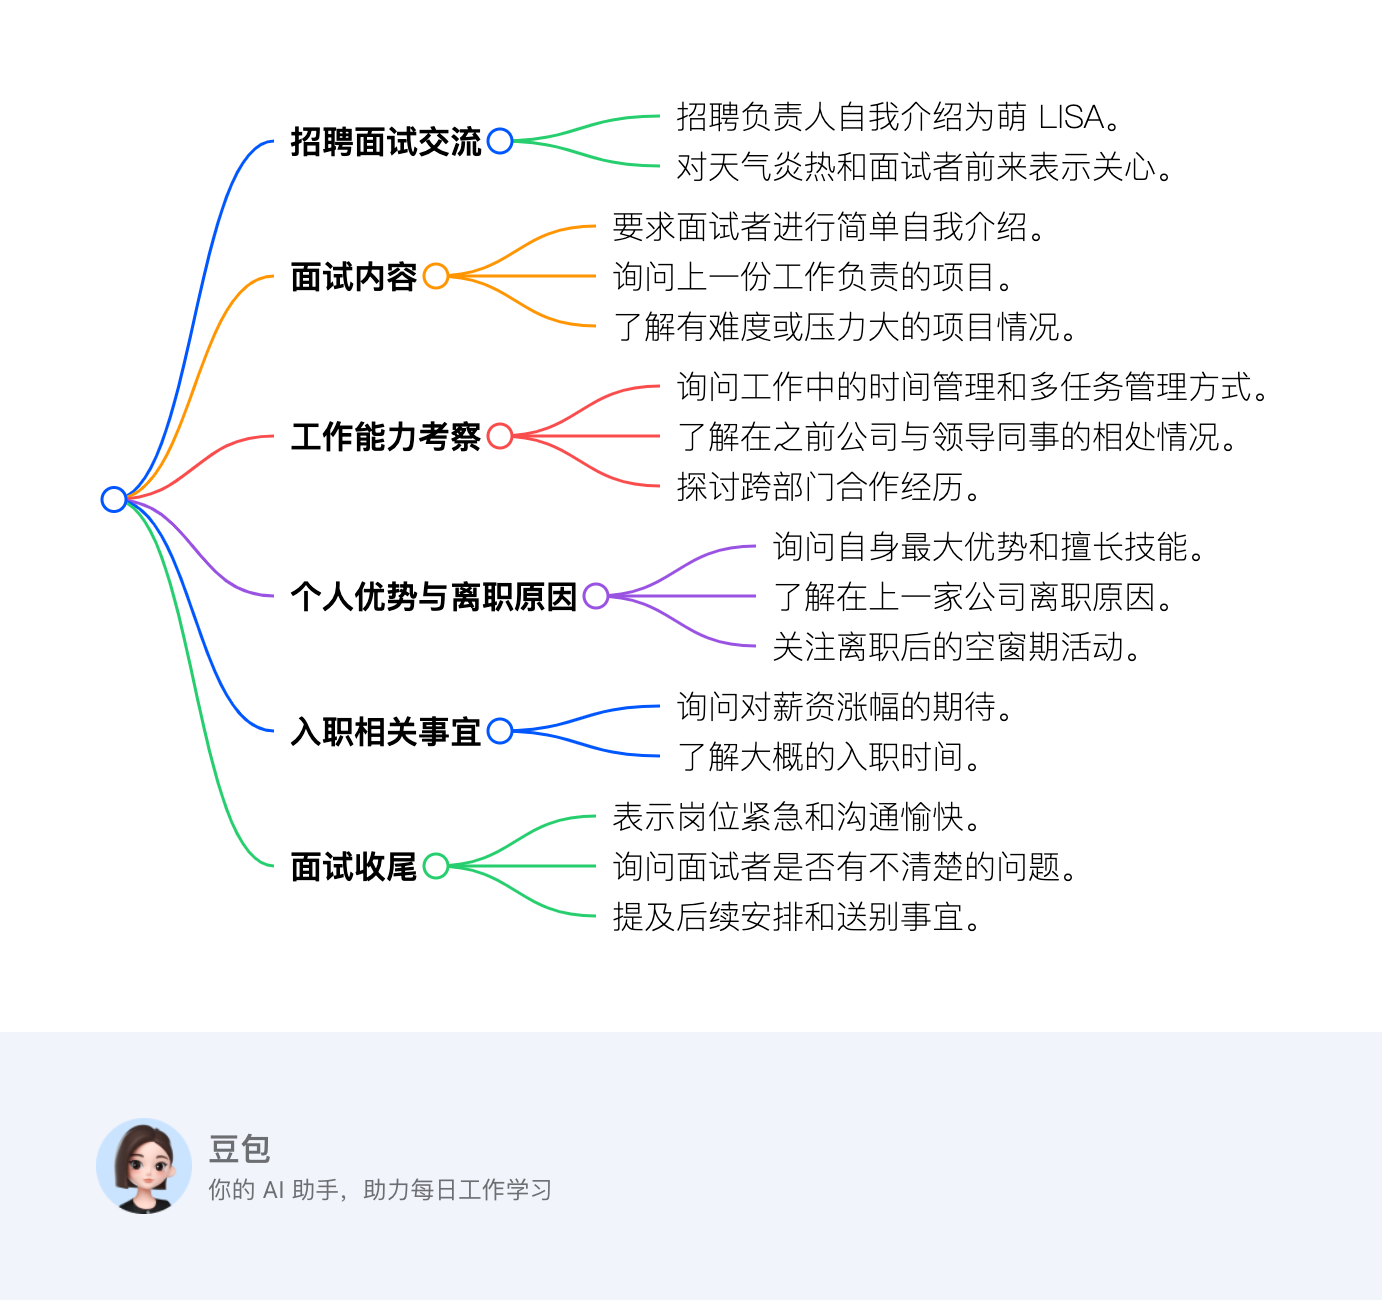 招聘面试交流
招聘负责人自我介绍为萌 LISA。
对天气炎热和面试者前来表示关心。
面试内容
要求面试者进行简单自我介绍。
询问上一份工作负责的项目。
了解有难度或压力大的项目情况。
工作能力考察
询问工作中的时间管理和多任务管理方式。
了解在之前公司与领导同事的相处情况。
探讨跨部门合作经历。
个人优势与离职原因
询问自身最大优势和擅长技能。
了解在上一家公司离职原因。
关注离职后的空窗期活动。
入职相关事宜
询问对薪资涨幅的期待。
了解大概的入职时间。
面试收尾
表示岗位紧急和沟通愉快。
询问面试者是否有不清楚的问题。
提及后续安排和送别事宜。
豆包
你的 AI 助手，助力每日工作学习